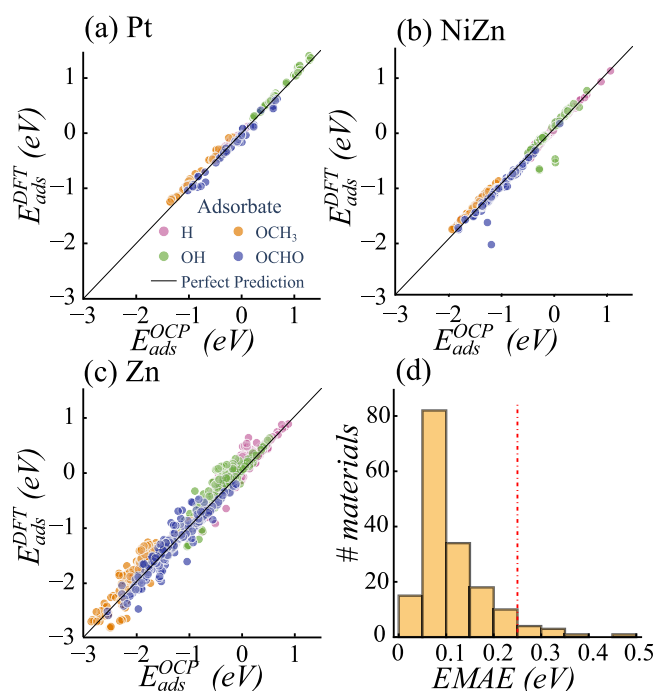 (a) Pt
E_ads^DFT (eV)
1
0
−1
−2
−3
Adsorbate
H OCH₃
OH OCHO
Perfect Prediction
−3 −2 −1 0 1
E_ads^OCP (eV)
(b) NiZn
E_ads^DFT (eV)
1
0
−1
−2
−3
−3 −2 −1 0 1
E_ads^OCP (eV)
(c) Zn
E_ads^DFT (eV)
2
1
0
−1
−2
−3
−3 −2 −1 0 1
E_ads^OCP (eV)
(d)
# materials
80
60
40
20
0
0 0.1 0.2 0.3 0.4 0.5
EMAE (eV)